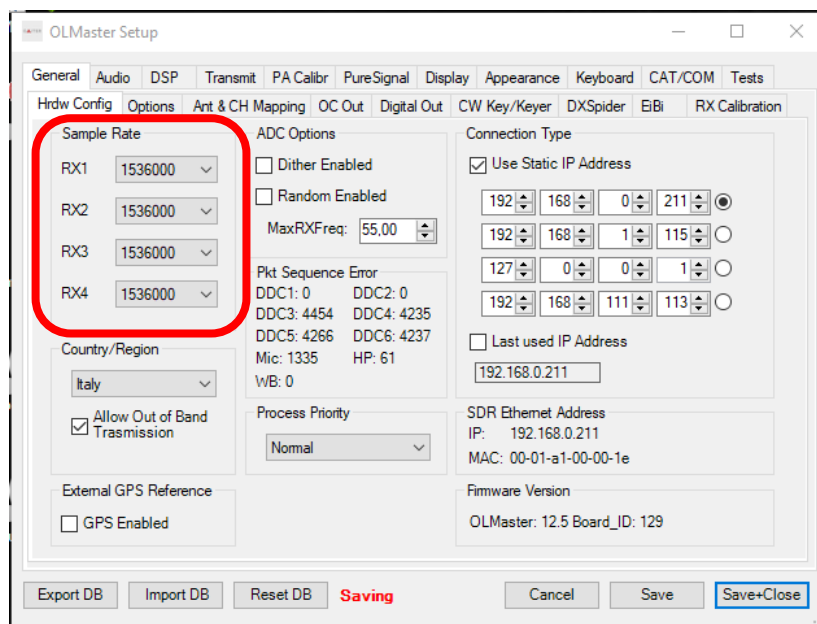 OLMaster Setup
General Audio DSP Transmit PA Calibr PureSignal Display Appearance Keyboard CAT/COM Tests
Hrdw Config Options Ant & CH Mapping OC Out Digital Out CW Key/Keyer DXSpider EiBi RX Calibration
Sample Rate
RX1 1536000
RX2 1536000
RX3 1536000
RX4 1536000
Country/Region
Italy
Allow Out of Band
Trasmission
External GPS Reference
GPS Enabled
ADC Options
Dither Enabled
Random Enabled
MaxRXFreq: 55,00
Pkt Sequence Error
DDC1: 0 DDC2: 0
DDC3: 4454 DDC4: 4235
DDC5: 4266 DDC6: 4237
Mic: 1335 HP: 61
WB: 0
Process Priority
Normal
Connection Type
Use Static IP Address
192 168 0 211
192 168 1 115
127 0 0 1
192 168 111 113
Last used IP Address
192.168.0.211
SDR Ethernet Address
IP: 192.168.0.211
MAC: 00-01-a1-00-00-1e
Firmware Version
OLMaster: 12.5 Board_ID: 129
Export DB Import DB Reset DB Saving Cancel Save Save+Close